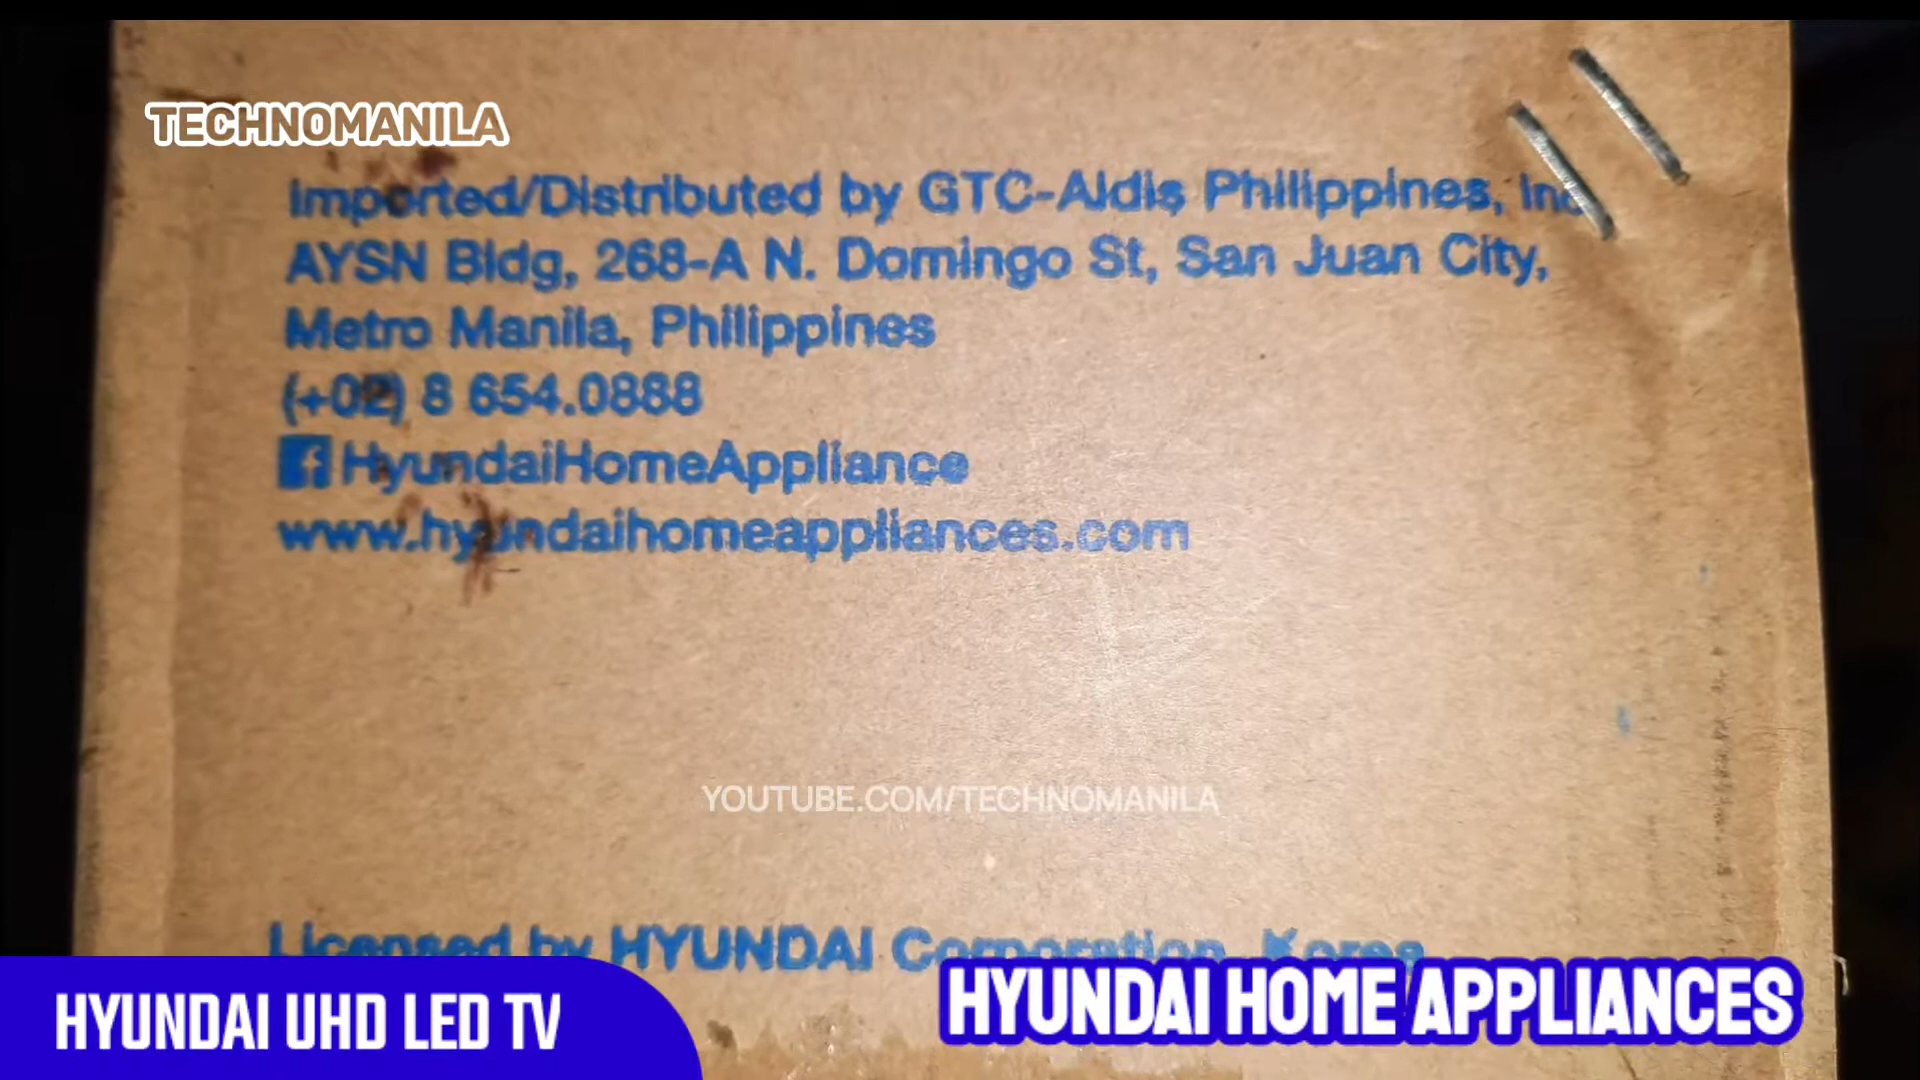 TECHNOMANILA
Imported/Distributed by GTC-Aldis Philippines, Inc
AYSN Bldg, 268-A N. Domingo St, San Juan City,
Metro Manila, Philippines
(+02) 8 654.0888
HyundaiHomeAppliance
www.hyundaihomeappliances.com
YOUTUBE.COM/TECHNOMANILA
Licensed by HYUNDAI Corporation, Korea
HYUNDAI UHD LED TV
HYUNDAI HOME APPLIANCES